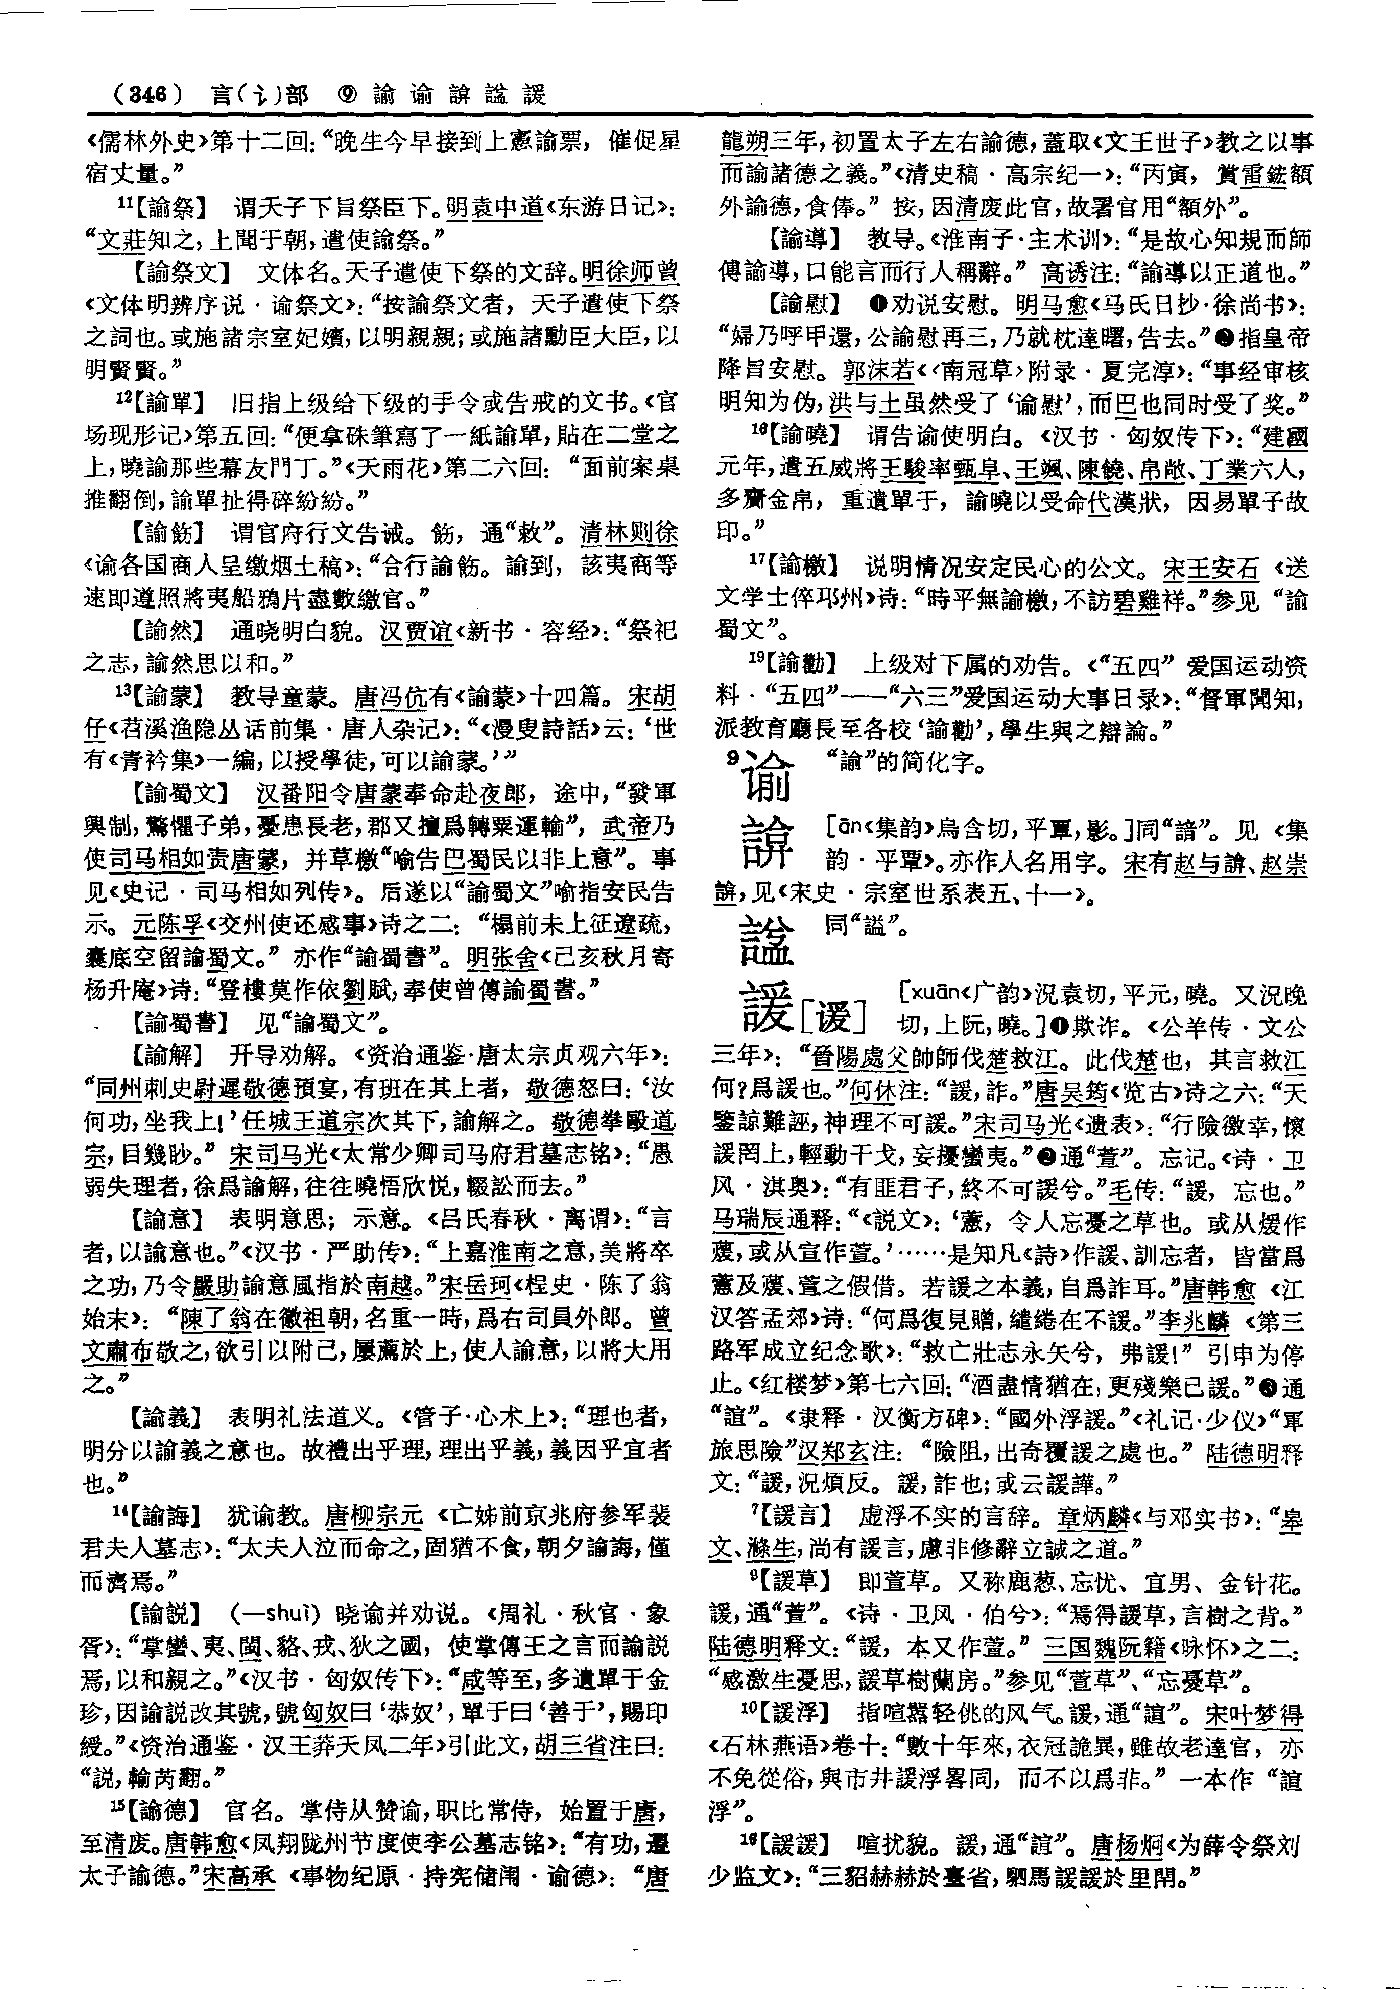 （346） 言(讠)部 ⑨ 諭谕䛳諡諼
《儒林外史》第十二回：“晚生今早接到上憲諭票，催促星
宿丈量。”
11【諭祭】 谓天子下旨祭臣下。明袁中道《东游日记》：
“文莊知之，上聞于朝，遣使諭祭。”
【諭祭文】 文体名。天子遣使下祭的文辞。明徐师曾
《文体明辨序说·谕祭文》：“按諭祭文者，天子遣使下祭
之詞也。或施諸宗室妃嬪，以明親親；或施諸勳臣大臣，以
明賢賢。”
12【諭單】 旧指上级给下级的手令或告戒的文书。《官
场现形记》第五回：“便拿硃筆寫了一紙諭單，貼在二堂之
上，曉諭那些幕友門丁。”《天雨花》第二六回：“面前案桌
推翻倒，諭單扯得碎紛紛。”
【諭飭】 谓官府行文告诫。飭，通“敕”。清林则徐
《谕各国商人呈缴烟土稿》：“合行諭飭。諭到，該夷商等
速即遵照將夷船鴉片盡數繳官。”
【諭然】 通晓明白貌。汉贾谊《新书·容经》：“祭祀
之志，諭然思以和。”
13【諭蒙】 教导童蒙。唐冯伉有《諭蒙》十四篇。宋胡
仔《苕溪渔隐丛话前集·唐人杂记》：“《漫叟詩話》云：‘世
有《青衿集》一編，以授學徒，可以諭蒙。’”
【諭蜀文】 汉番阳令唐蒙奉命赴夜郎，途中，“發軍
興制，驚懼子弟，憂患長老，郡又擅爲轉粟運輸”，武帝乃
使司马相如责唐蒙，并草檄“喻告巴蜀民以非上意”。事
见《史记·司马相如列传》。后遂以“諭蜀文”喻指安民告
示。元陈孚《交州使还感事》诗之二：“榻前未上征遼疏，
橐底空留諭蜀文。”亦作“諭蜀書”。明张含《己亥秋月寄
杨升庵》诗：“登樓莫作依劉賦，奉使曾傳諭蜀書。”
【諭蜀書】 见“諭蜀文”。
【諭解】 开导劝解。《资治通鉴·唐太宗贞观六年》：
“同州刺史尉遲敬德預宴，有班在其上者，敬德怒曰：‘汝
何功，坐我上！’任城王道宗次其下，諭解之。敬德拳毆道
宗，目幾眇。”宋司马光《太常少卿司马府君墓志铭》：“愚
弱失理者，徐爲諭解，往往曉悟欣悅，輟訟而去。”
【諭意】 表明意思；示意。《吕氏春秋·离谓》：“言
者，以諭意也。”《汉书·严助传》：“上嘉淮南之意，美將卒
之功，乃令嚴助諭意風指於南越。”宋岳珂《桯史·陈了翁
始末》：“陳了翁在徽祖朝，名重一時，爲右司員外郎。曾
文肅布敬之，欲引以附己，屢薦於上，使人諭意，以將大用
之。”
【諭義】 表明礼法道义。《管子·心术上》：“理也者，
明分以諭義之意也。故禮出乎理，理出乎義，義因乎宜者
也。”
14【諭誨】 犹谕教。唐柳宗元《亡姊前京兆府参军裴
君夫人墓志》：“太夫人泣而命之，固猶不食，朝夕諭誨，僅
而濟焉。”
【諭説】 （—shuì）晓谕并劝说。《周礼·秋官·象
胥》：“掌蠻、夷、閩、貉、戎、狄之國，使掌傳王之言而諭説
焉，以和親之。”《汉书·匈奴传下》：“咸等至，多遺單于金
珍，因諭説改其號，號匈奴曰‘恭奴’，單于曰‘善于’，賜印
綬。”《资治通鉴·汉王莽天凤二年》引此文，胡三省注曰：
“説，輸芮翻。”
15【諭德】 官名。掌侍从赞谕，职比常侍，始置于唐，
至清废。唐韩愈《凤翔陇州节度使李公墓志铭》：“有功，遷
太子諭德。”宋高承《事物纪原·持宪储闱·谕德》：“唐
龍朔三年，初置太子左右諭德，蓋取《文王世子》教之以事
而諭諸德之義。”《清史稿·高宗纪一》：“丙寅，賞雷鋐額
外諭德，食俸。”按，因清废此官，故署官用“額外”。
【諭導】 教导。《淮南子·主术训》：“是故心知規而師
傅諭導，口能言而行人稱辭。”高诱注：“諭導以正道也。”
【諭慰】 ❶劝说安慰。明马愈《马氏日抄·徐尚书》：
“婦乃呼甲還，公諭慰再三，乃就枕達曙，告去。”❷指皇帝
降旨安慰。郭沫若《〈南冠草〉附录·夏完淳》：“事经审核
明知为伪，洪与土虽然受了‘谕慰’，而巴也同时受了奖。”
16【諭曉】 谓告谕使明白。《汉书·匈奴传下》：“建國
元年，遣五威將王駿率甄阜、王颯、陳饒、帛敞、丁業六人，
多齎金帛，重遺單于，諭曉以受命代漢狀，因易單于故
印。”
17【諭檄】 说明情况安定民心的公文。宋王安石《送
文学士倅邛州》诗：“時平無諭檄，不訪碧雞祥。”参见“諭
蜀文”。
19【諭勸】 上级对下属的劝告。《“五四”爱国运动资
料·“五四”——“六三”爱国运动大事日录》：“督軍聞知，
派教育廳長至各校‘諭勸’，學生與之辯論。”
9谕 “諭”的简化字。
䛳 [ān《集韵》烏含切，平覃，影。]同“諳”。见《集
韵·平覃》。亦作人名用字。宋有赵与䛳、赵崇
䛳，见《宋史·宗室世系表五、十一》。
諡 同“謚”。
諼[谖] [xuān《广韵》況袁切，平元，曉。又況晚
切，上阮，曉。]❶欺诈。《公羊传·文公
三年》：“晉陽處父帥師伐楚救江。此伐楚也，其言救江
何？爲諼也。”何休注：“諼，詐。”唐吴筠《览古》诗之六：“天
鑒諒難誣，神理不可諼。”宋司马光《遗表》：“行險徼幸，懷
諼罔上，輕動干戈，妄擾蠻夷。”❷通“萱”。忘记。《诗·卫
风·淇奥》：“有匪君子，終不可諼兮。”毛传：“諼，忘也。”
马瑞辰通释：“《説文》：‘藼，令人忘憂之草也。或从煖作
蕿，或从宣作萱。’……是知凡《詩》作諼、訓忘者，皆當爲
藼及蕿、萱之假借。若諼之本義，自爲詐耳。”唐韩愈《江
汉答孟郊》诗：“何爲復見贈，繾綣在不諼。”李兆麟《第三
路军成立纪念歌》：“救亡壯志永矢兮，弗諼！”引申为停
止。《红楼梦》第七六回：“酒盡情猶在，更殘樂已諼。”❸通
“諠”。《隶释·汉衡方碑》：“國外浮諼。”《礼记·少仪》“軍
旅思險”汉郑玄注：“險阻，出奇覆諼之處也。”陆德明释
文：“諼，況煩反。諼，詐也；或云諼譁。”
7【諼言】 虚浮不实的言辞。章炳麟《与邓实书》：“皋
文、滌生，尚有諼言，慮非修辭立誠之道。”
9【諼草】 即萱草。又称鹿葱、忘忧、宜男、金针花。
諼，通“萱”。《诗·卫风·伯兮》：“焉得諼草，言樹之背。”
陆德明释文：“諼，本又作萱。”三国魏阮籍《咏怀》之二：
“感激生憂思，諼草樹蘭房。”参见“萱草”、“忘憂草”。
10【諼浮】 指喧嚣轻佻的风气。諼，通“諠”。宋叶梦得
《石林燕语》卷十：“數十年來，衣冠詭異，雖故老達官，亦
不免從俗，與市井諼浮畧同，而不以爲非。”一本作“諠
浮”。
16【諼諼】 喧扰貌。諼，通“諠”。唐杨炯《为薛令祭刘
少监文》：“三貂赫赫於臺省，駟馬諼諼於里閈。”